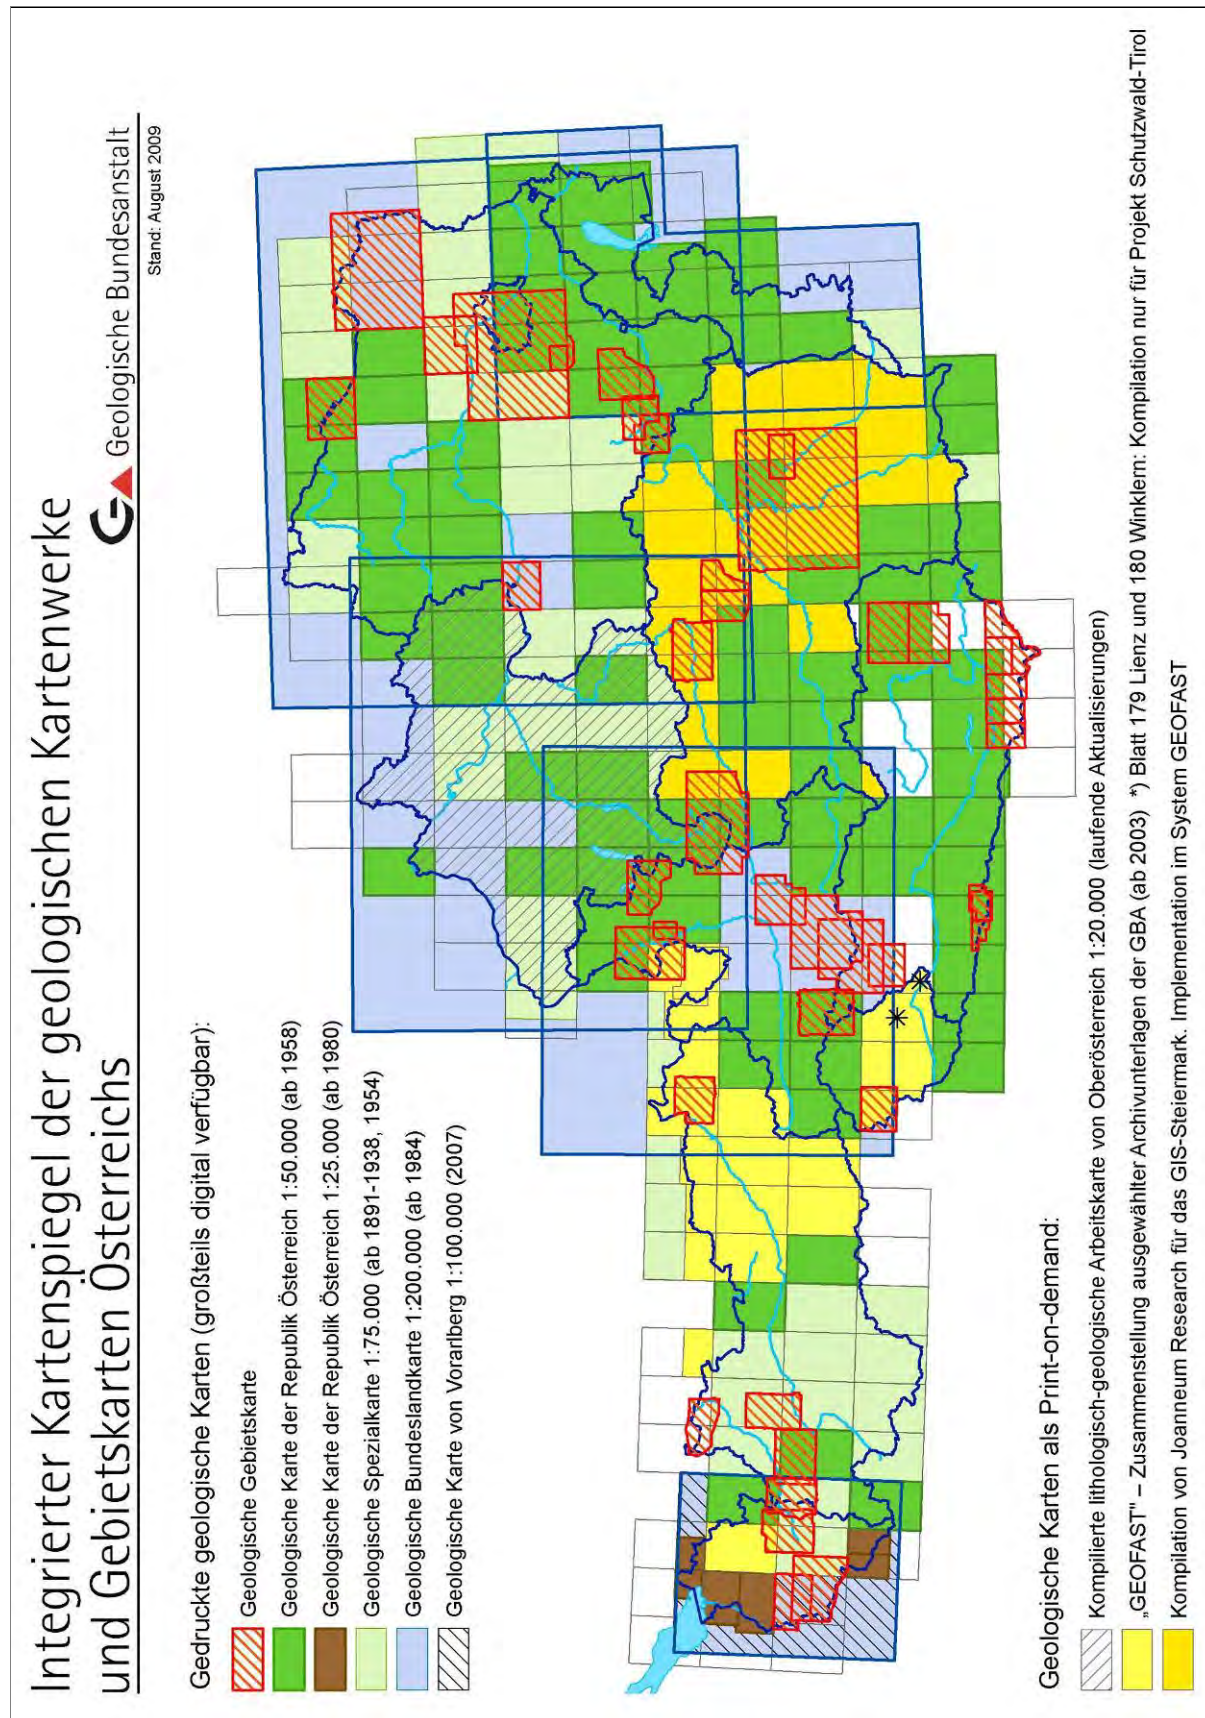 Integrierter Kartenspiegel der geologischen Kartenwerke
und Gebietskarten Österreichs
Geologische Bundesanstalt
Stand: August 2009
Gedruckte geologische Karten (großteils digital verfügbar):
Geologische Gebietskarte
Geologische Karte der Republik Österreich 1:50.000 (ab 1958)
Geologische Karte der Republik Österreich 1:25.000 (ab 1980)
Geologische Spezialkarte 1:75.000 (ab 1891-1938, 1954)
Geologische Bundeslandkarte 1:200.000 (ab 1984)
Geologische Karte von Vorarlberg 1:100.000 (2007)
Geologische Karten als Print-on-demand:
Kompilierte lithologisch-geologische Arbeitskarte von Oberösterreich 1:20.000 (laufende Aktualisierungen)
„GEOFAST" – Zusammenstellung ausgewählter Archivunterlagen der GBA (ab 2003) *) Blatt 179 Lienz und 180 Winklern: Kompilation nur für Projekt Schutzwald-Tirol
Kompilation von Joanneum Research für das GIS-Steiermark. Implementation im System GEOFAST